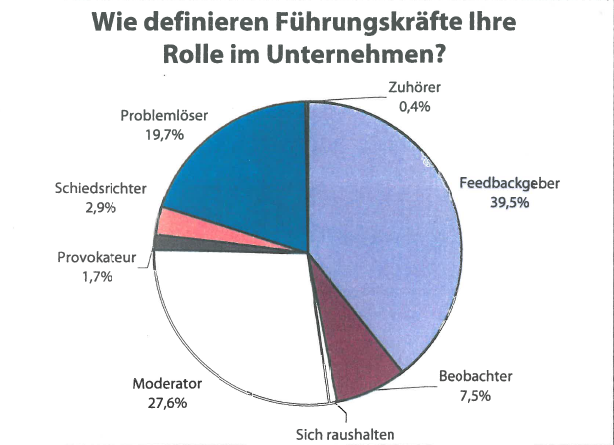 Wie definieren Führungskräfte Ihre
Rolle im Unternehmen?
Zuhörer
0,4%
Problemlöser
19,7%
Feedbackgeber
39,5%
Schiedsrichter
2,9%
Provokateur
1,7%
Moderator
27,6%
Beobachter
7,5%
Sich raushalten